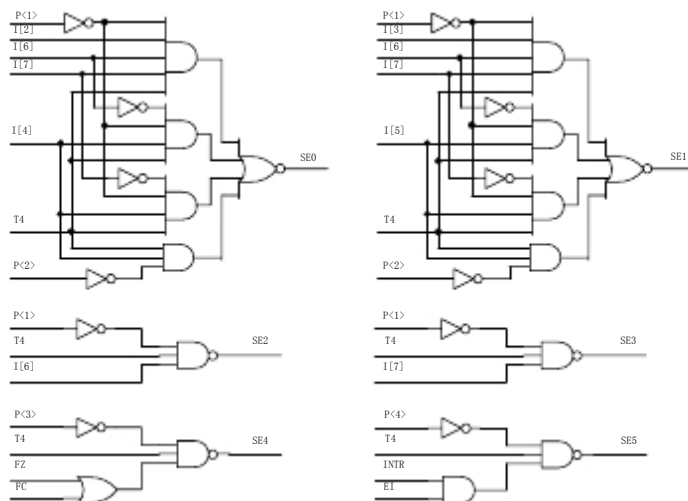 P<1>
I[2]
I[6]
I[7]
I[4]
SE0
T4
P<2>
P<1>
I[3]
I[6]
I[7]
I[5]
SE1
T4
P<2>
P<1>
T4
I[6]
SE2
P<1>
T4
I[7]
SE3
P<3>
T4
FZ
FC
SE4
P<4>
T4
INTR
EI
SE5